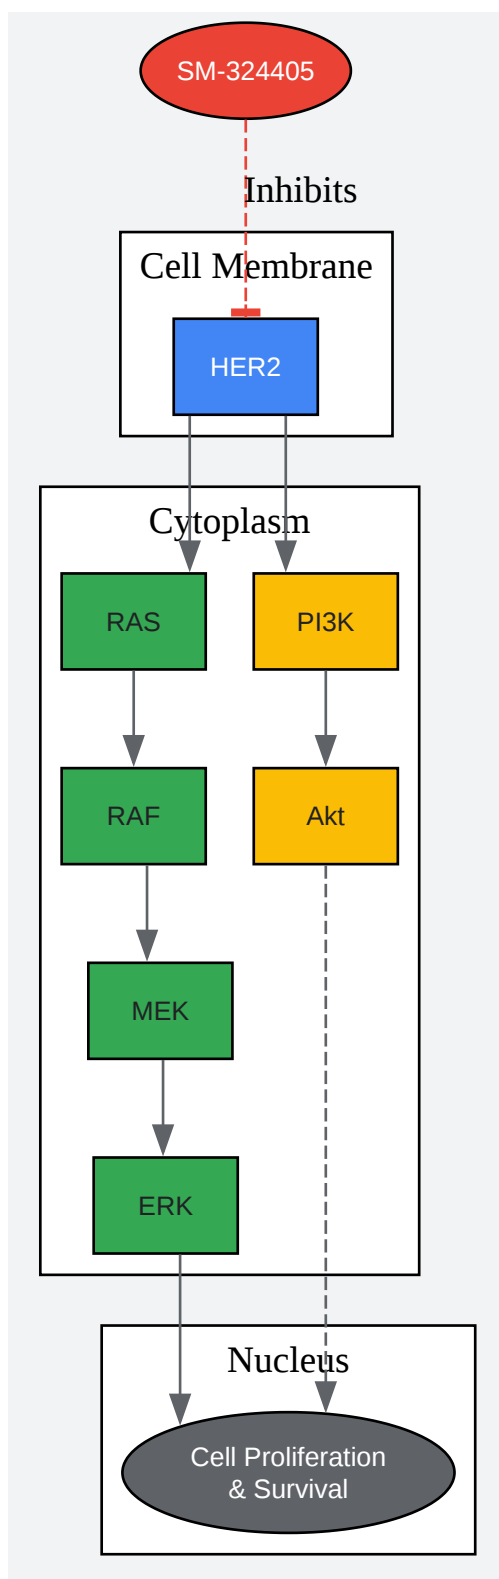 SM-324405
Inhibits
Cell Membrane
HER2
Cytoplasm
RAS
PI3K
RAF
Akt
MEK
ERK
Nucleus
Cell Proliferation
& Survival